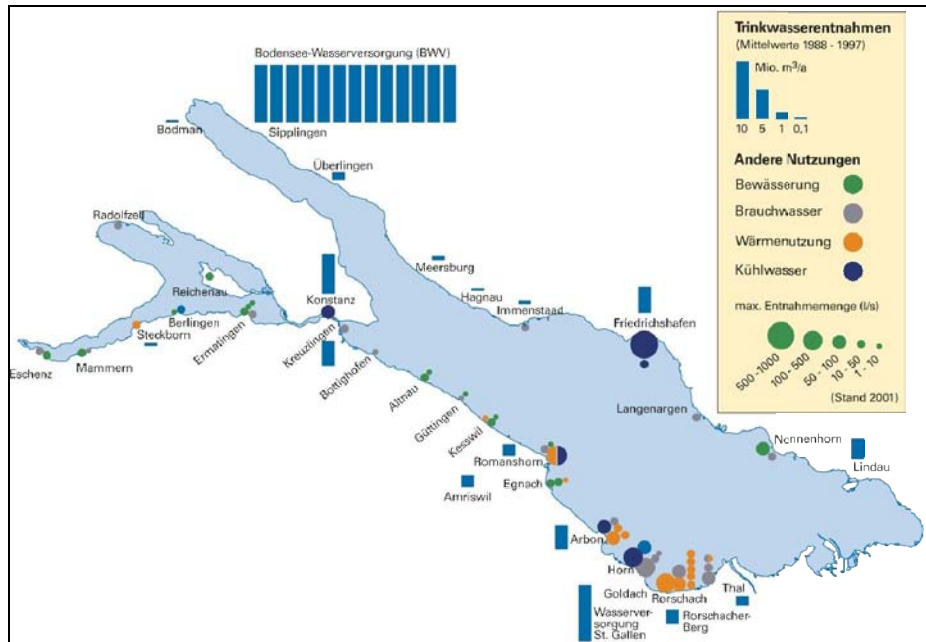 Bodensee-Wasserversorgung (BWV)
Sipplingen
Bodman
Überlingen
Radolfzell
Meersburg
Reichenau
Hagnau
Konstanz
Immenstaad
Friedrichshafen
Berlingen
Steckborn
Ermatingen
Kreuzlingen
Eschenz
Mammern
Bottighofen
Altnau
Güttingen
Kesswil
Langenargen
Nonnenhorn
Lindau
Romanshorn
Amriswil
Egnach
Arbon
Horn
Goldach
Rorschach
Thal
Wasserver-
sorgung
St. Gallen
Rorschacher-
Berg
Trinkwasserentnahmen
(Mittelwerte 1988 - 1997)
Mio. m³/a
10 5 1 0,1
Andere Nutzungen
Bewässerung
Brauchwasser
Wärmenutzung
Kühlwasser
max. Entnahmemenge (l/s)
500 -1000
100 - 500
50 - 100
10 - 50
1 - 10
(Stand 2001)